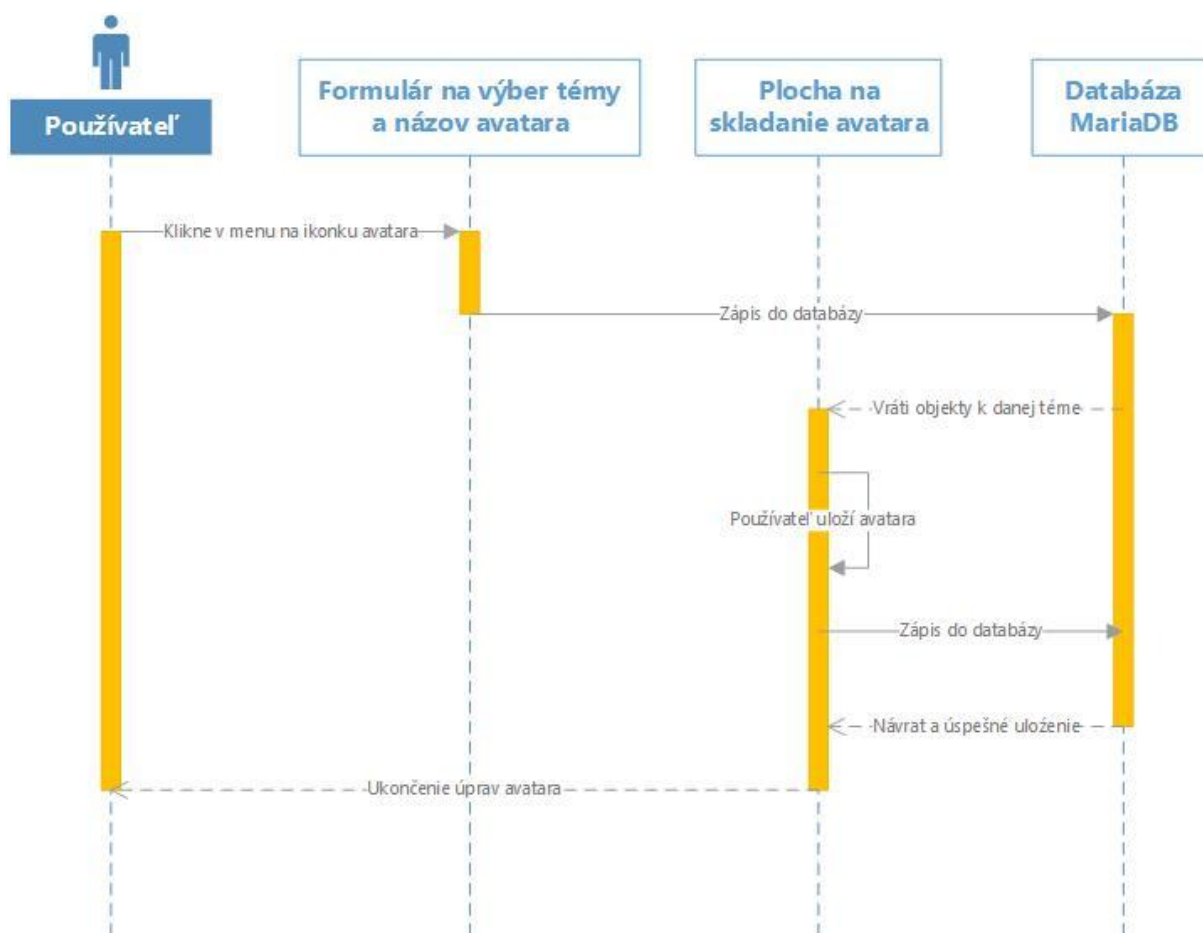 Používateľ
Formulár na výber témy
a názov avatara
Plocha na
skladanie avatara
Databáza
MariaDB
Klikne v menu na ikonku avatara
Zápis do databázy
Vráti objekty k danej téme
Používateľ uloží avatara
Zápis do databázy
Návrat a úspešné uloženie
Ukončenie úprav avatara